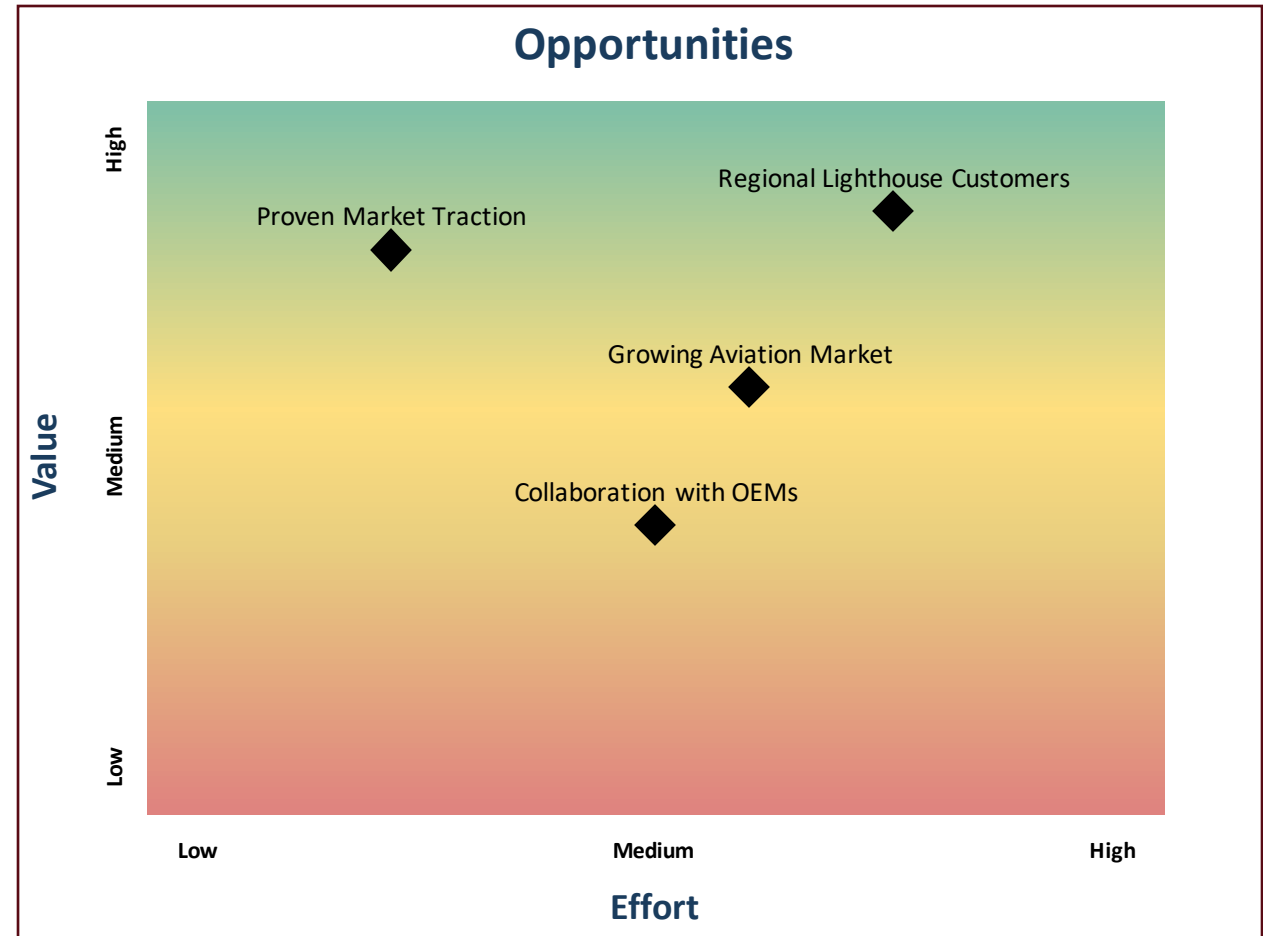 Opportunities
High
Regional Lighthouse Customers
Proven Market Traction
Growing Aviation Market
Medium
Value
Collaboration with OEMs
Low
Low
Medium
High
Effort